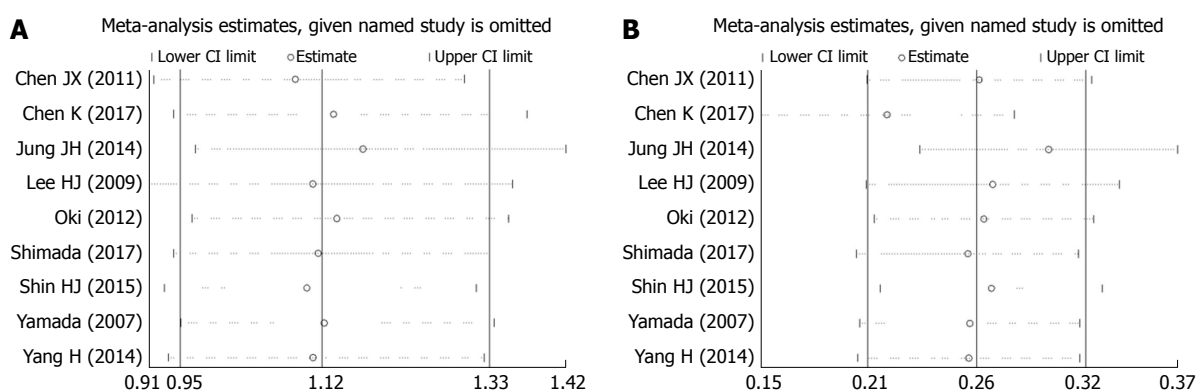 A
Meta-analysis estimates, given named study is omitted
Lower CI limit
Estimate
Upper CI limit
Chen JX (2011)
Chen K (2017)
Jung JH (2014)
Lee HJ (2009)
Oki (2012)
Shimada (2017)
Shin HJ (2015)
Yamada (2007)
Yang H (2014)
0.91 0.95 1.12 1.33 1.42
B
Meta-analysis estimates, given named study is omitted
Lower CI limit
Estimate
Upper CI limit
Chen JX (2011)
Chen K (2017)
Jung JH (2014)
Lee HJ (2009)
Oki (2012)
Shimada (2017)
Shin HJ (2015)
Yamada (2007)
Yang H (2014)
0.15 0.21 0.26 0.32 0.37